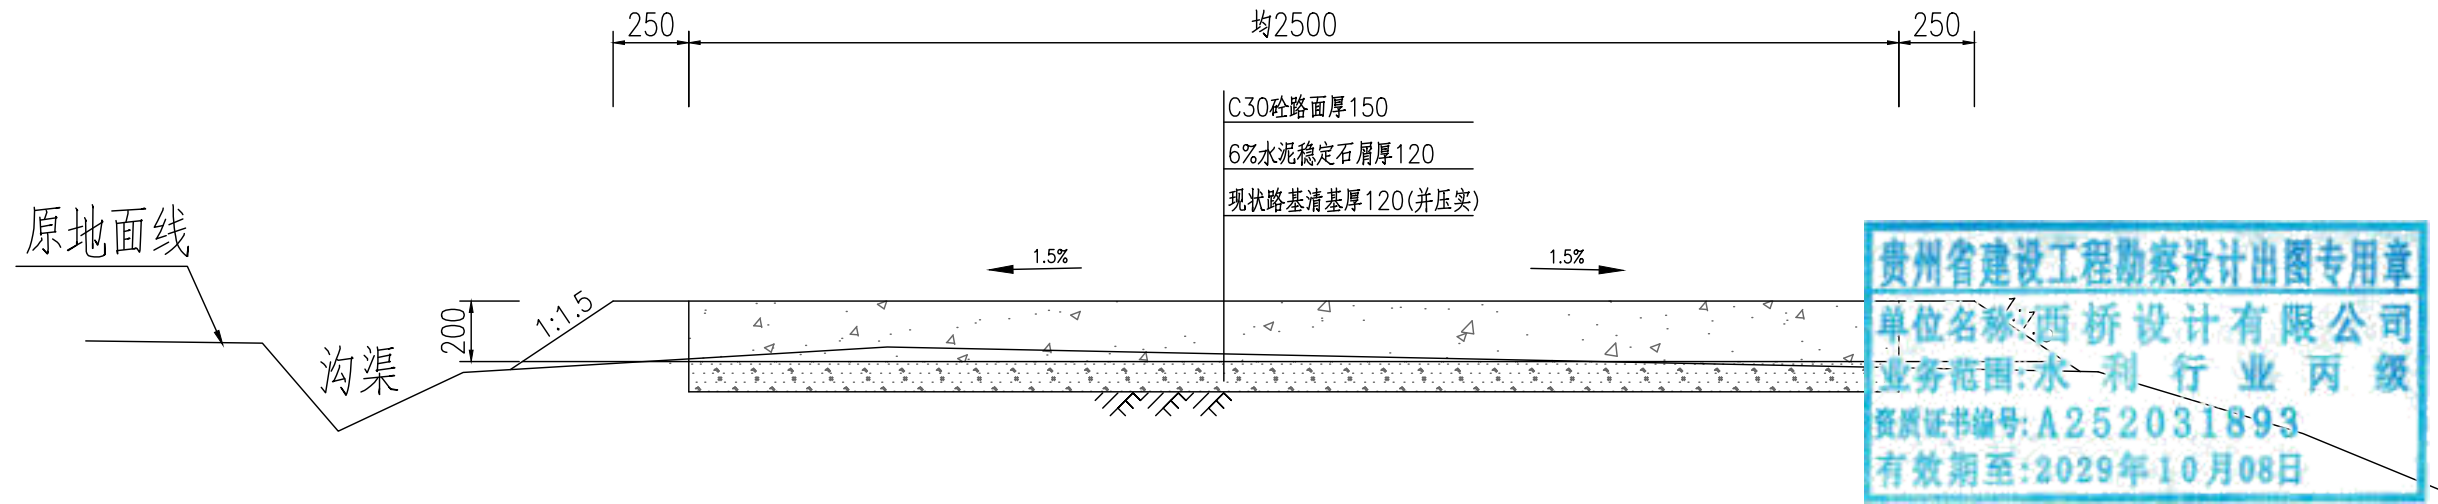 250
均2500
250
C30砼路面厚150
6%水泥稳定石屑厚120
现状路基清基厚120(并压实)
原地面线
1.5%
1.5%
1:1.5
200
沟渠
贵州省建设工程勘察设计出图专用章
单位名称:西桥设计有限公司
业务范围:水利行业丙级
资质证书编号:A252031893
有效期至:2029年10月08日